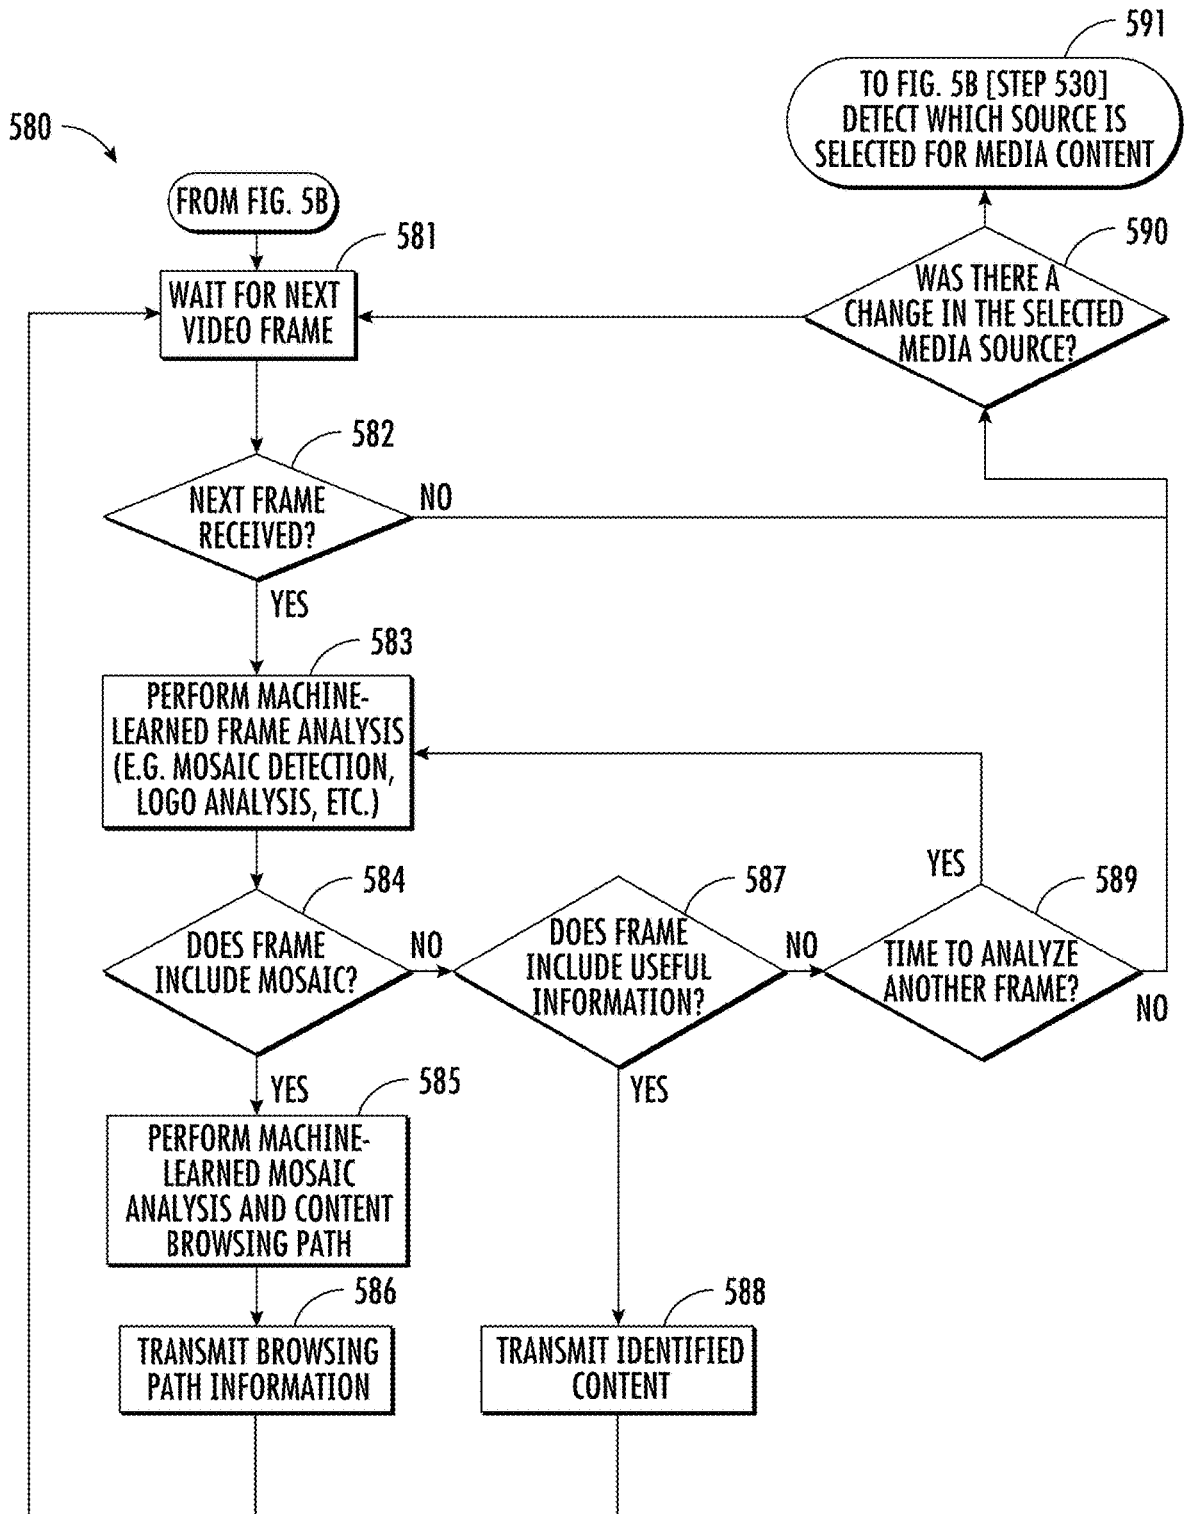 591
TO FIG. 5B [STEP 530]
DETECT WHICH SOURCE IS
SELECTED FOR MEDIA CONTENT
580
FROM FIG. 5B
581
WAIT FOR NEXT
VIDEO FRAME
590
WAS THERE A
CHANGE IN THE SELECTED
MEDIA SOURCE?
582
NEXT FRAME
RECEIVED?
NO
YES
583
PERFORM MACHINE-
LEARNED FRAME ANALYSIS
(E.G. MOSAIC DETECTION,
LOGO ANALYSIS, ETC.)
584
DOES FRAME
INCLUDE MOSAIC?
NO
YES
587
DOES FRAME
INCLUDE USEFUL
INFORMATION?
NO
YES
589
YES
TIME TO ANALYZE
ANOTHER FRAME?
NO
585
PERFORM MACHINE-
LEARNED MOSAIC
ANALYSIS AND CONTENT
BROWSING PATH
586
TRANSMIT BROWSING
PATH INFORMATION
588
TRANSMIT IDENTIFIED
CONTENT